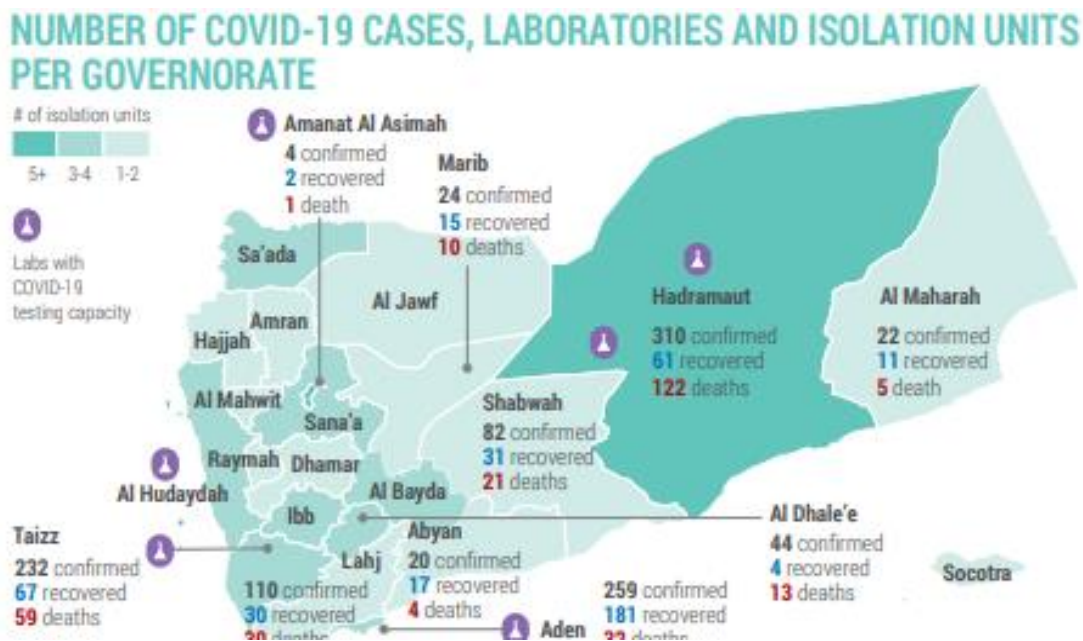 NUMBER OF COVID-19 CASES, LABORATORIES AND ISOLATION UNITS
PER GOVERNORATE
# of isolation units
5+ 3-4 1-2
Labs with
COVID-19
testing capacity
Amanat Al Asimah
4 confirmed
2 recovered
1 death
Marib
24 confirmed
15 recovered
10 deaths
Sa'ada
Al Jawf
Amran
Hajjah
Al Mahwit
Sana'a
Hadramaut
310 confirmed
61 recovered
122 deaths
Al Maharah
22 confirmed
11 recovered
5 death
Shabwah
82 confirmed
31 recovered
21 deaths
Raymah
Dhamar
Al Hudaydah
Al Bayda
Ibb
Taizz
232 confirmed
67 recovered
59 deaths
Lahj
110 confirmed
30 recovered
30 deaths
Abyan
20 confirmed
17 recovered
4 deaths
Al Dhale'e
44 confirmed
4 recovered
13 deaths
Socotra
Aden
259 confirmed
181 recovered
32 deaths